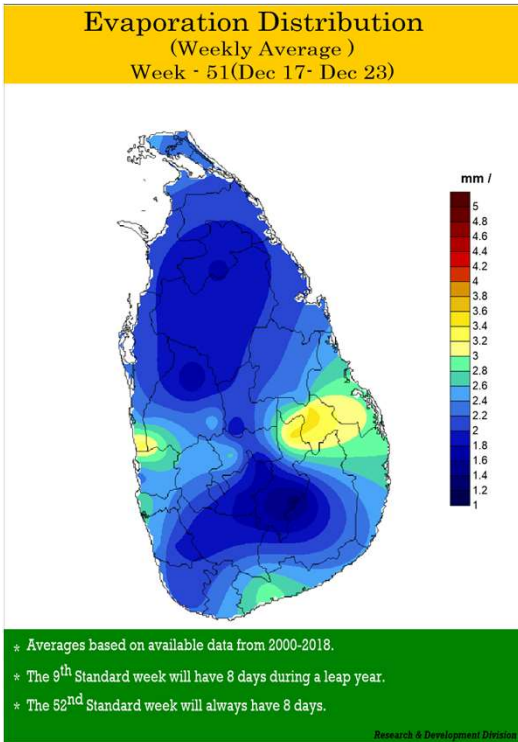 Evaporation Distribution
(Weekly Average )
Week - 51(Dec 17- Dec 23)
mm /
5
4.8
4.6
4.4
4.2
4
3.8
3.6
3.4
3.2
3
2.8
2.6
2.4
2.2
2
1.8
1.6
1.4
1.2
1
* Averages based on available data from 2000-2018.
* The 9th Standard week will have 8 days during a leap year.
* The 52nd Standard week will always have 8 days.
Research & Development Division